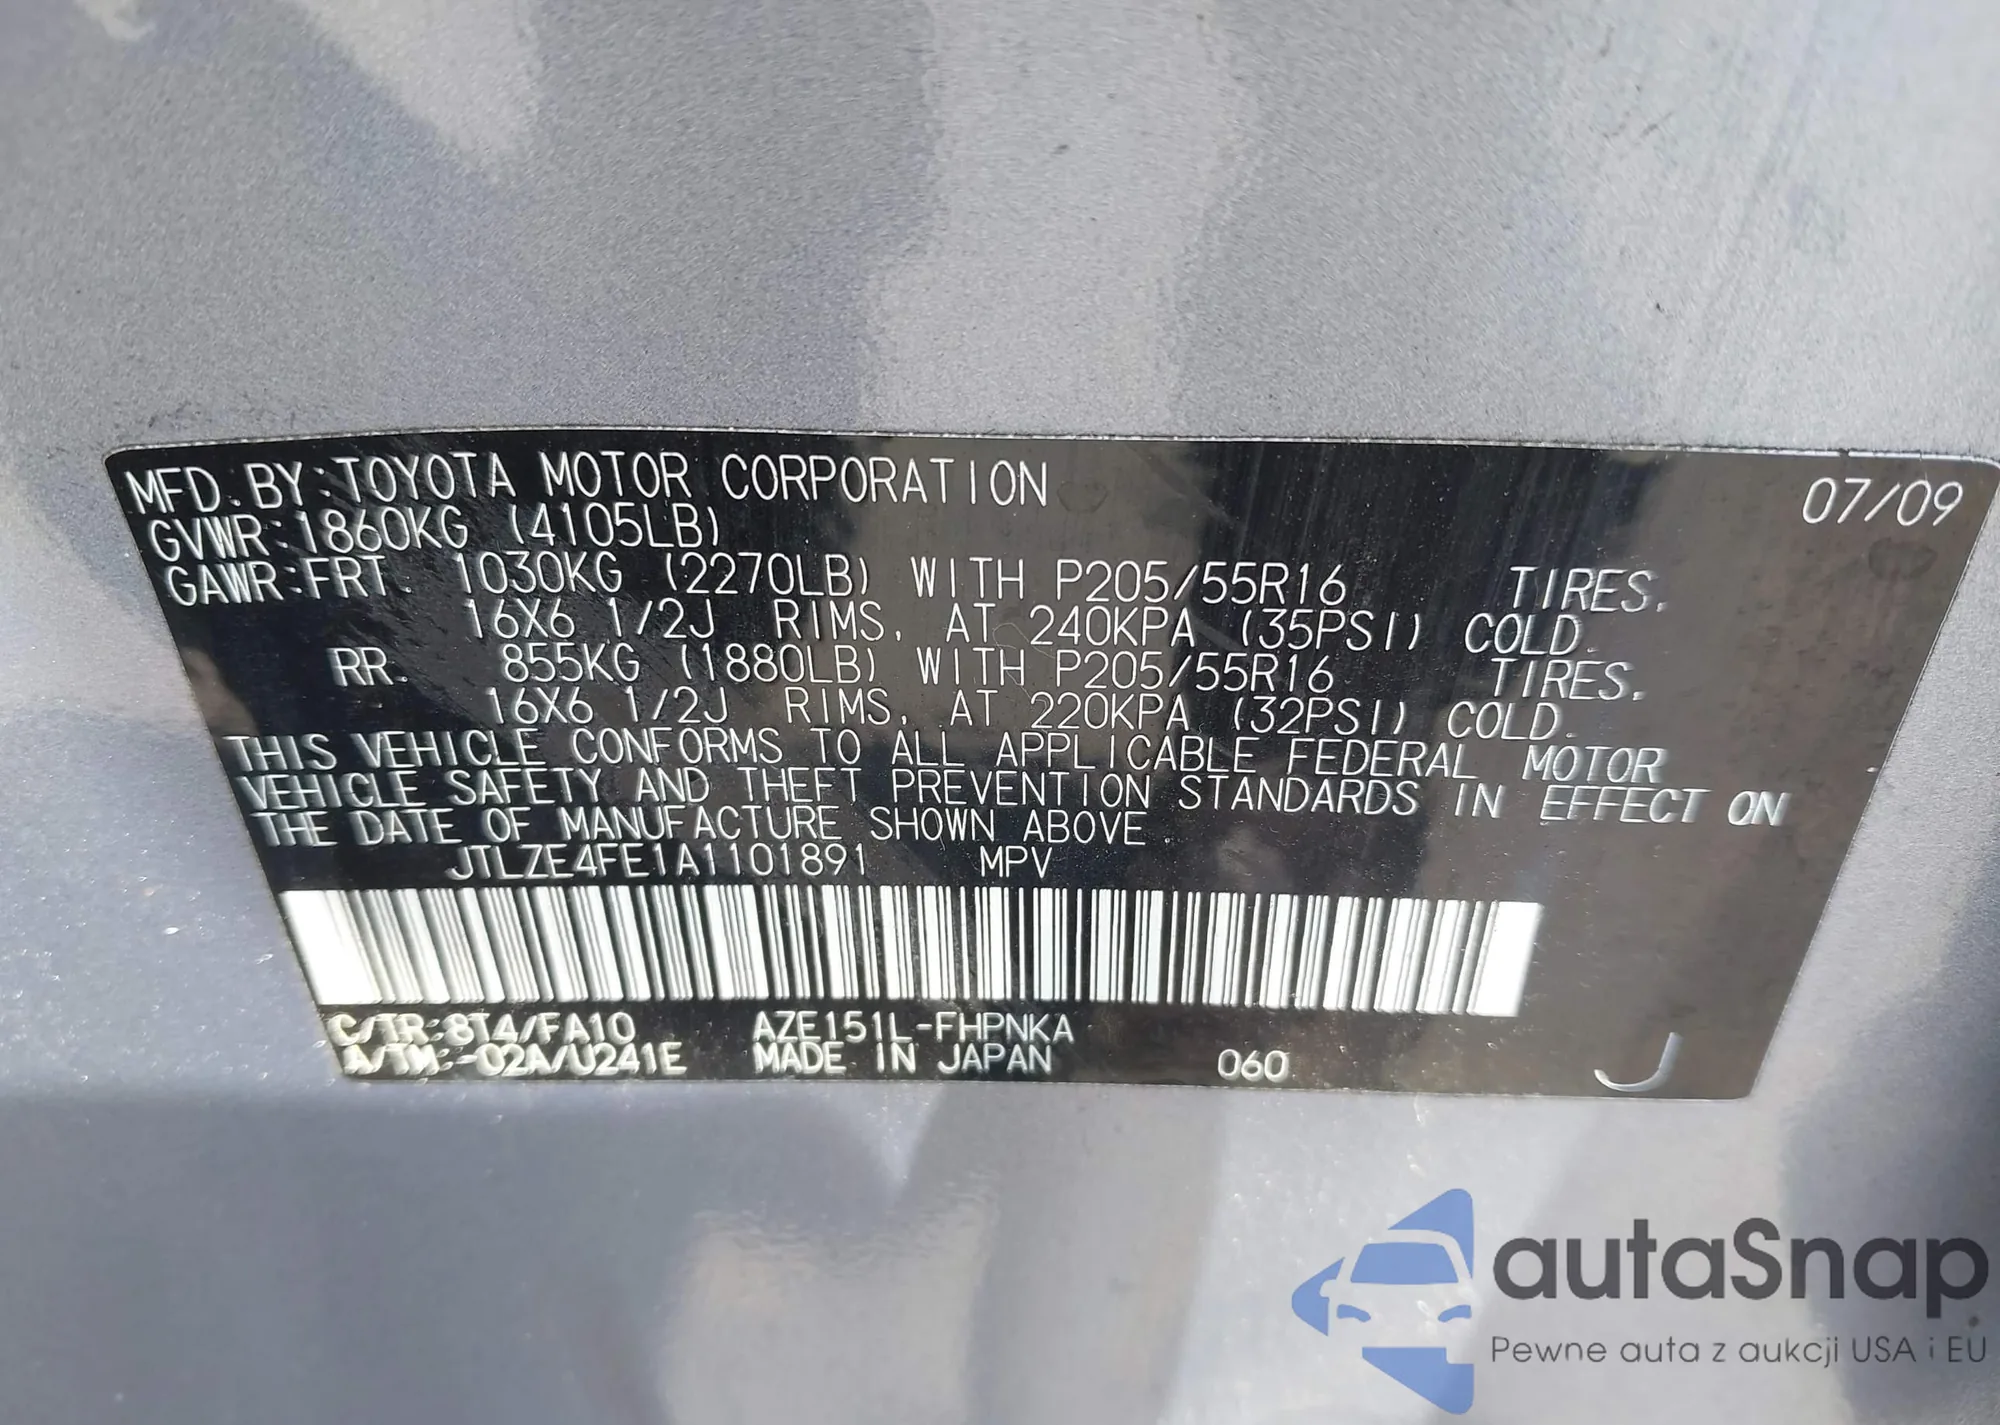 MFD. BY:TOYOTA MOTOR CORPORATION 07/09
GVWR:1860KG (4105LB)
GAWR:FRT. 1030KG (2270LB) WITH P205/55R16 TIRES,
16X6 1/2J RIMS, AT 240KPA (35PSI) COLD.
RR. 855KG (1880LB) WITH P205/55R16 TIRES,
16X6 1/2J RIMS, AT 220KPA (32PSI) COLD.
THIS VEHICLE CONFORMS TO ALL APPLICABLE FEDERAL MOTOR
VEHICLE SAFETY AND THEFT PREVENTION STANDARDS IN EFFECT ON
THE DATE OF MANUFACTURE SHOWN ABOVE.
JTLZE4FE1A1101891 MPV
C/TR:8T4/FA10 AZE151L-FHPNKA
A/TM:-02A/U241E MADE IN JAPAN 060 J
autaSnap
Pewne auta z aukcji USA i EU